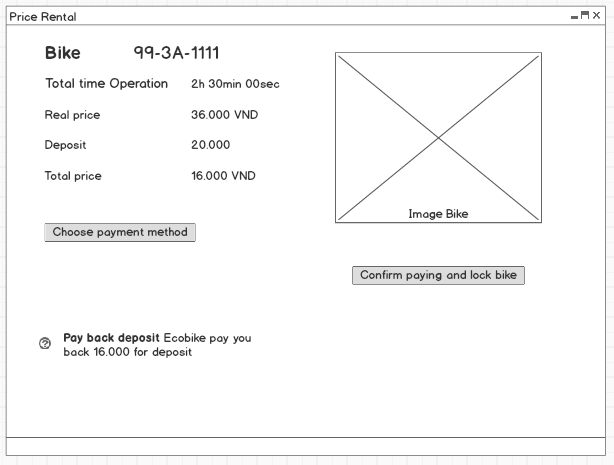 Price Rental
Bike 99-3A-1111
Total time Operation 2h 30min 00sec
Real price 36.000 VND
Deposit 20.000
Total price 16.000 VND
Image Bike
Choose payment method
Confirm paying and lock bike
Pay back deposit Ecobike pay you
back 16.000 for deposit